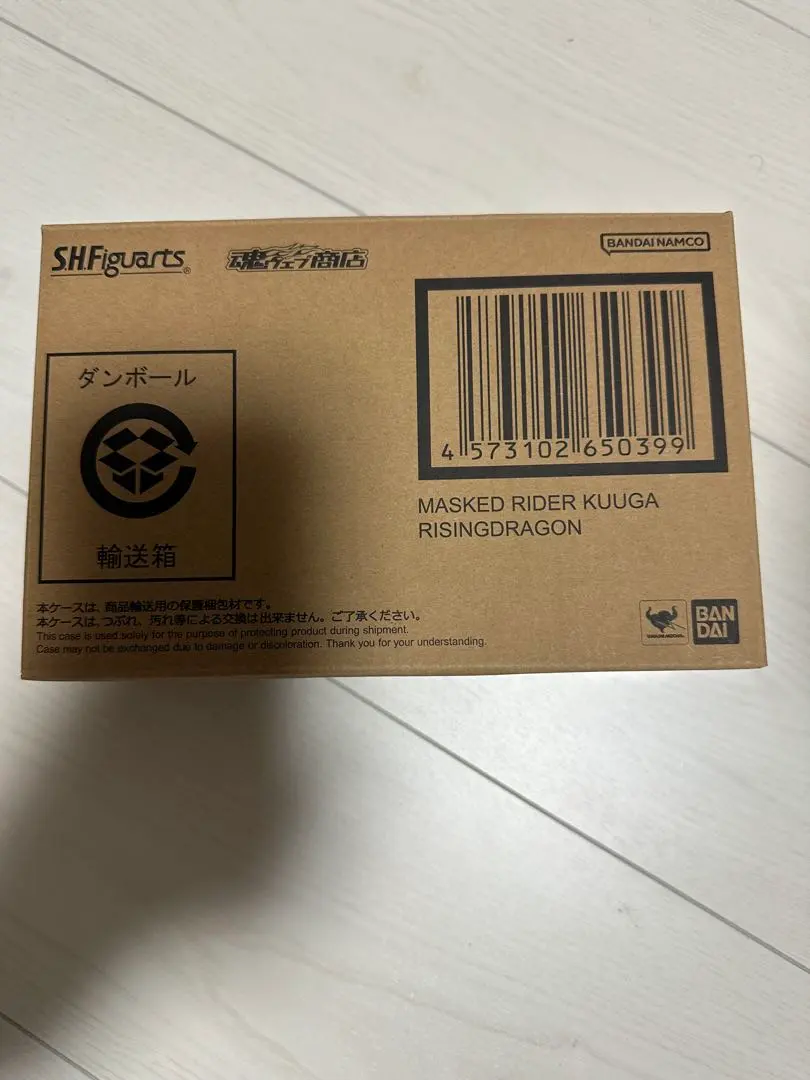 S.H.Figuarts®
魂ウェブ商店
BANDAI NAMCO
ダンボール
輸送箱
4 573102 650399
MASKED RIDER KUUGA
RISINGDRAGON
本ケースは、商品輸送用の保護梱包材です。
本ケースは、つぶれ、汚れ等による交換は出来ません。ご了承ください。
This case is used solely for the purpose of protecting product during shipment.
Case may not be exchanged due to damage or discoloration. Thank you for your understanding.
BAN
DAI